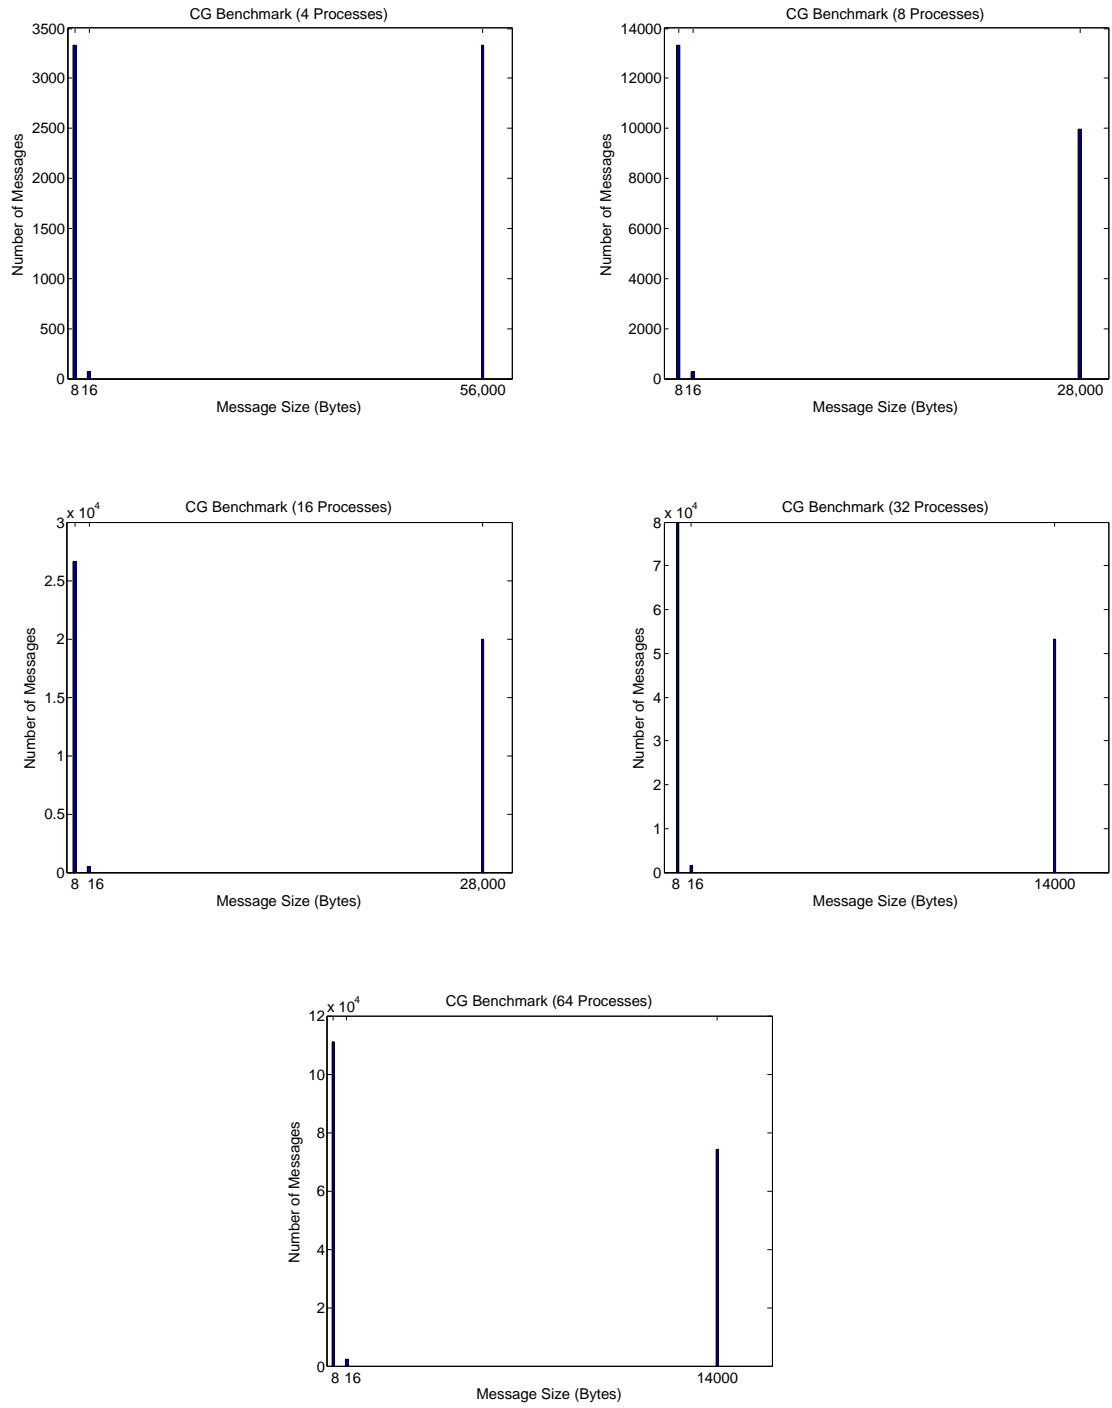 CG Benchmark (4 Processes)
3500
3000
2500
2000
1500
1000
500
0
Number of Messages
8 16 56,000
Message Size (Bytes)
CG Benchmark (8 Processes)
14000
12000
10000
8000
6000
4000
2000
0
Number of Messages
8 16 28,000
Message Size (Bytes)
CG Benchmark (16 Processes)
x 10^4
3
2.5
2
1.5
1
0.5
0
Number of Messages
8 16 28,000
Message Size (Bytes)
CG Benchmark (32 Processes)
x 10^4
8
7
6
5
4
3
2
1
0
Number of Messages
8 16 14000
Message Size (Bytes)
CG Benchmark (64 Processes)
x 10^4
12
10
8
6
4
2
0
Number of Messages
8 16 14000
Message Size (Bytes)